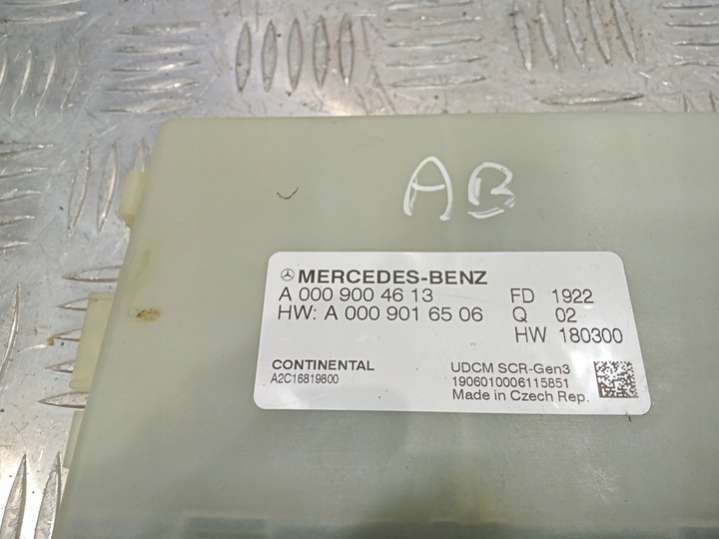 AB
MERCEDES-BENZ
A 000 900 46 13 FD 1922
HW: A 000 901 65 06 Q 02
HW 180300
CONTINENTAL UDCM SCR-Gen3
A2C16819800 1906010006115851
Made in Czech Rep.